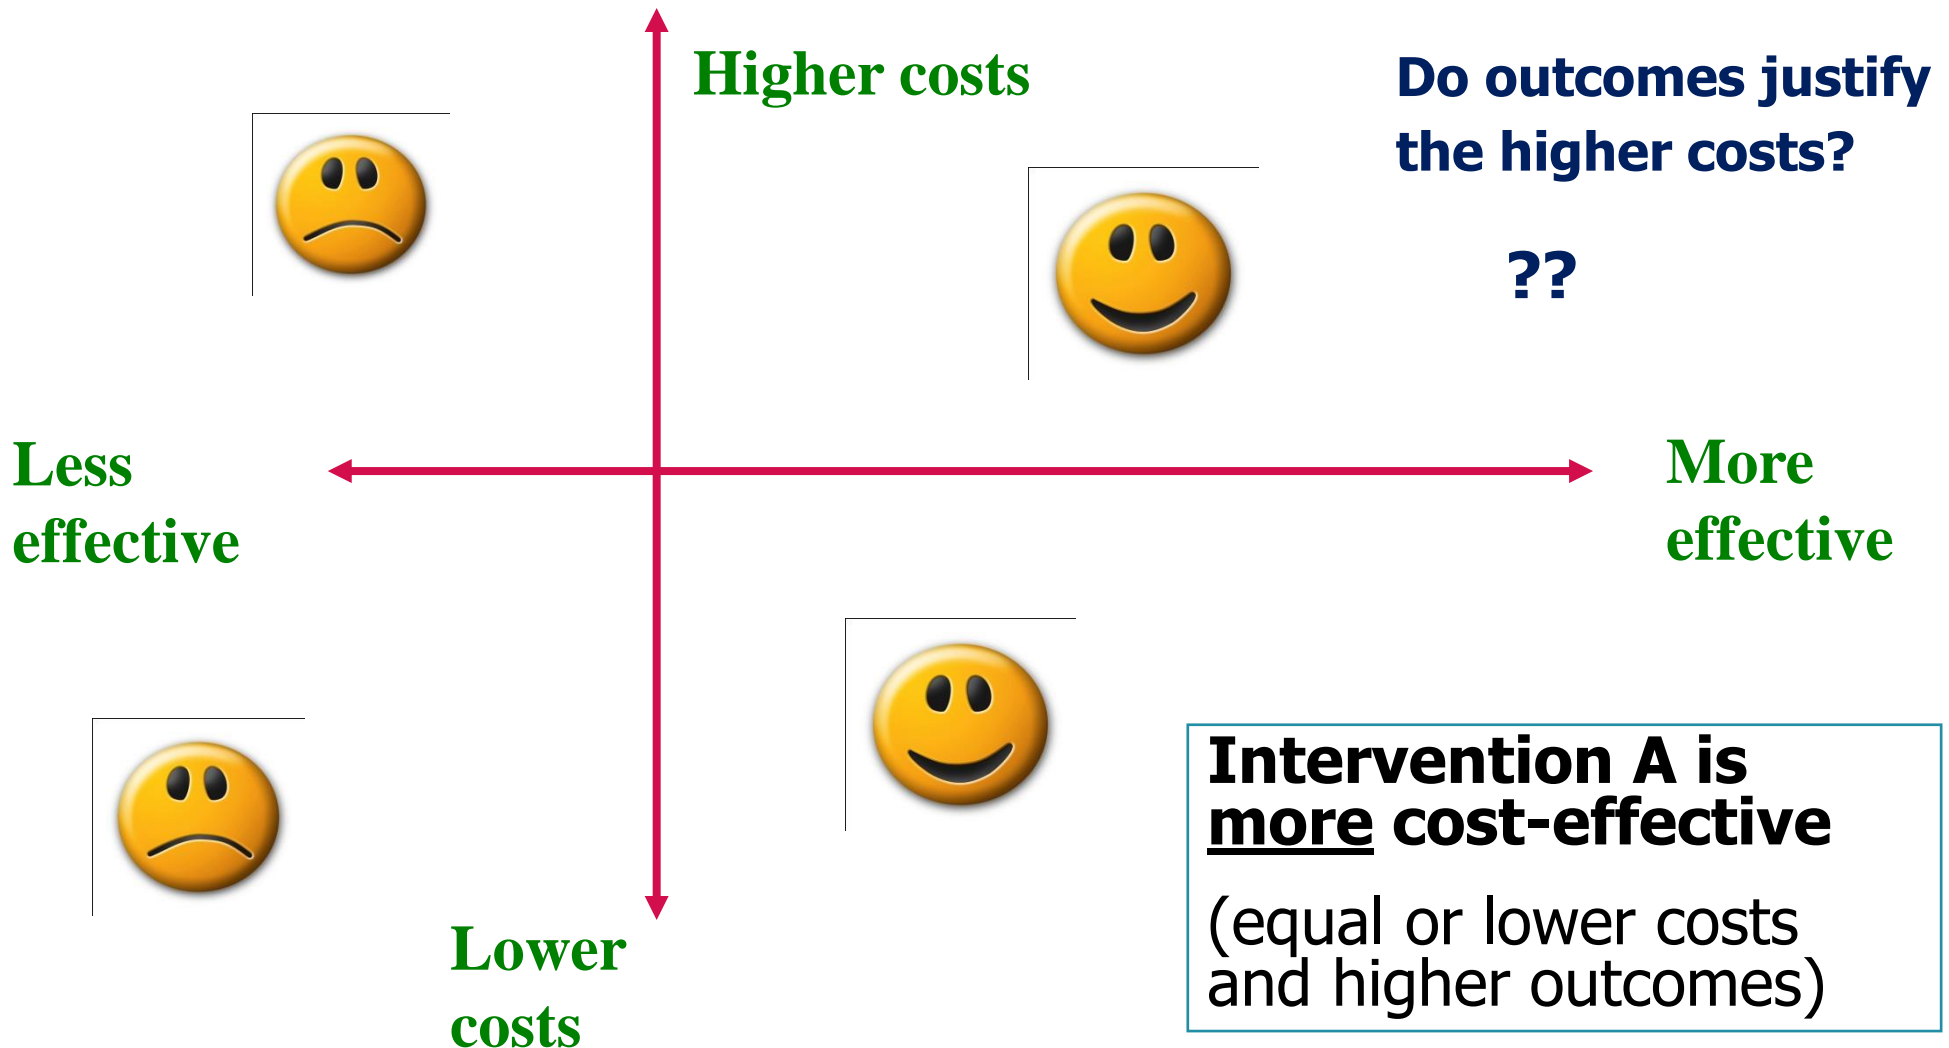 Higher costs
Do outcomes justify
the higher costs?
??
Less
effective
More
effective
Lower
costs
Intervention A is
more cost-effective
(equal or lower costs
and higher outcomes)